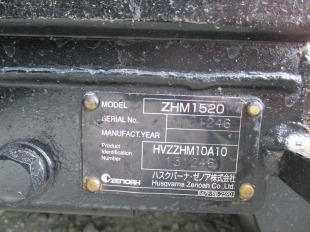 MODEL ZHM1520
SERIAL No. 246
MANUFACT.YEAR
Product Identification Number HVZZHM10A10
131246
ZENOAH ハスクバーナ・ゼノア株式会社
Husqvarna Zenoah Co.,Ltd.